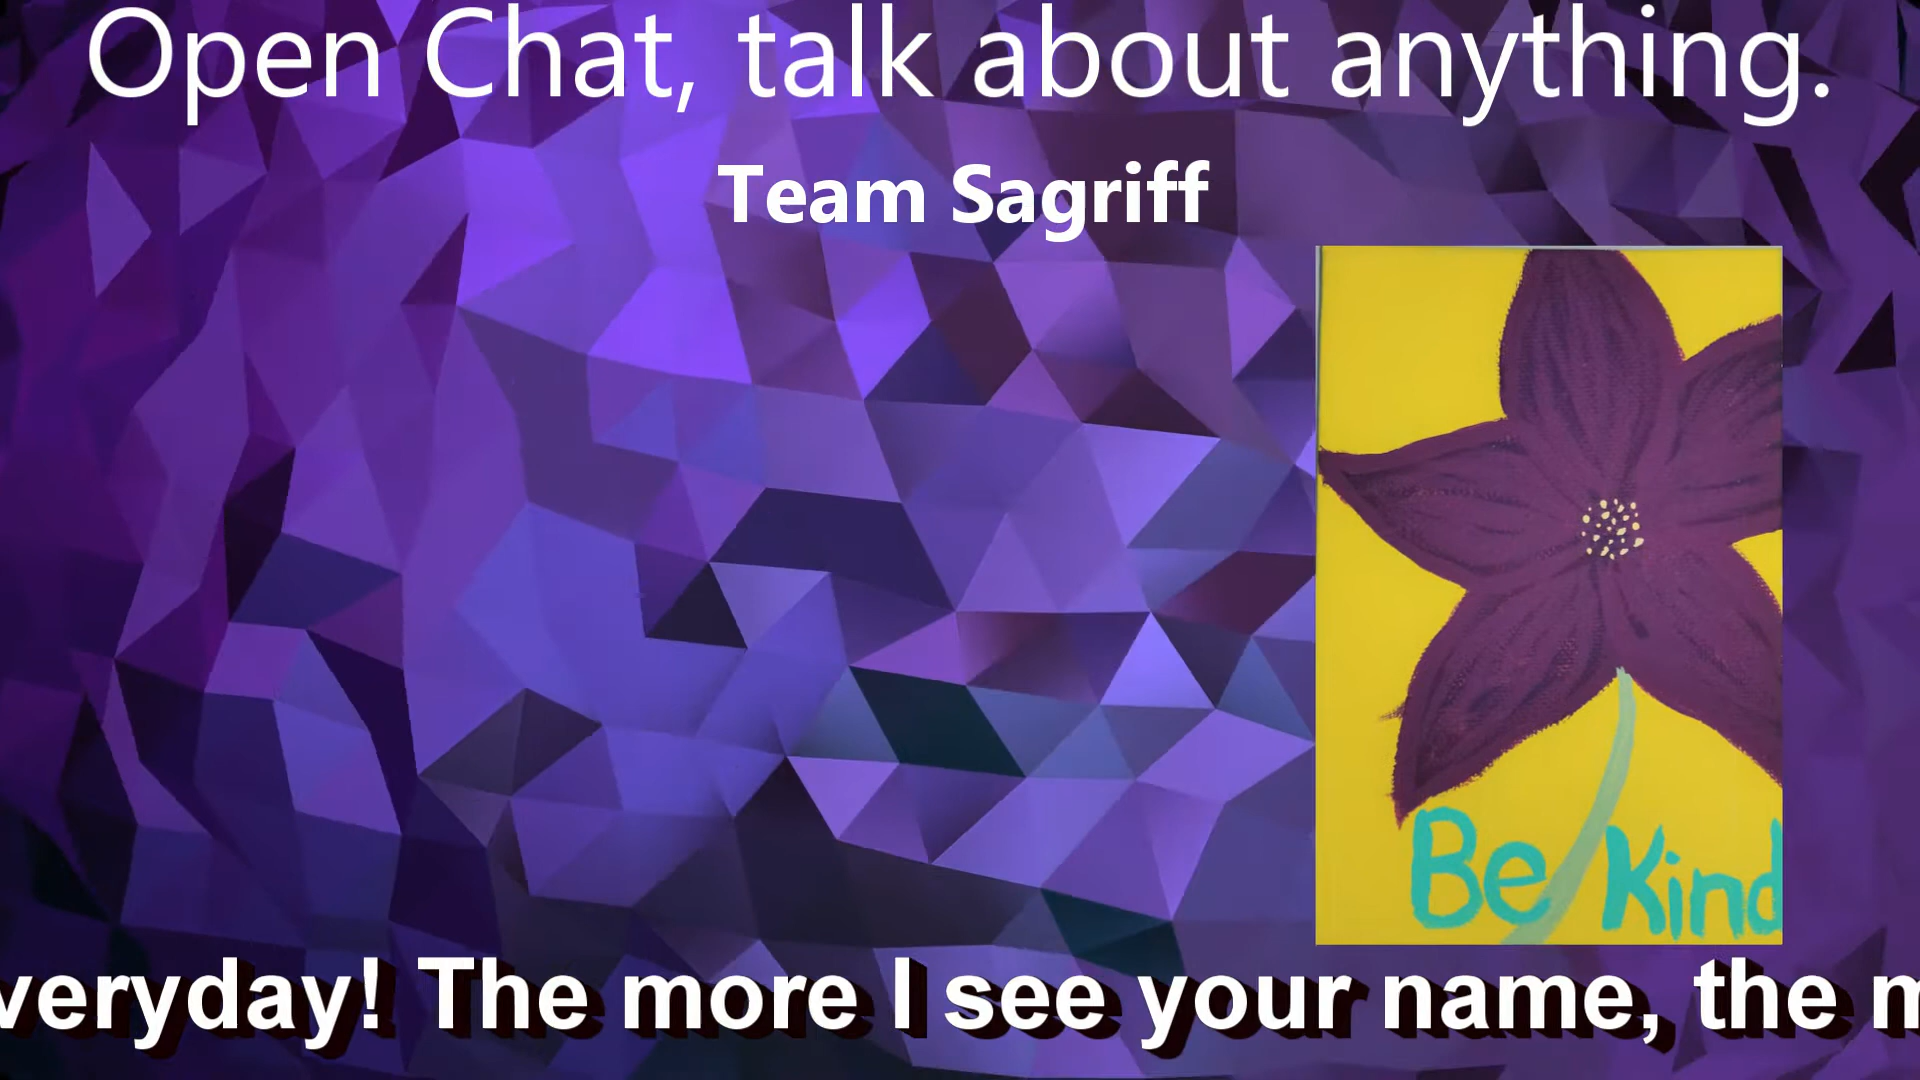 Open Chat, talk about anything.
Team Sagriff
Be Kind
veryday! The more I see your name, the m